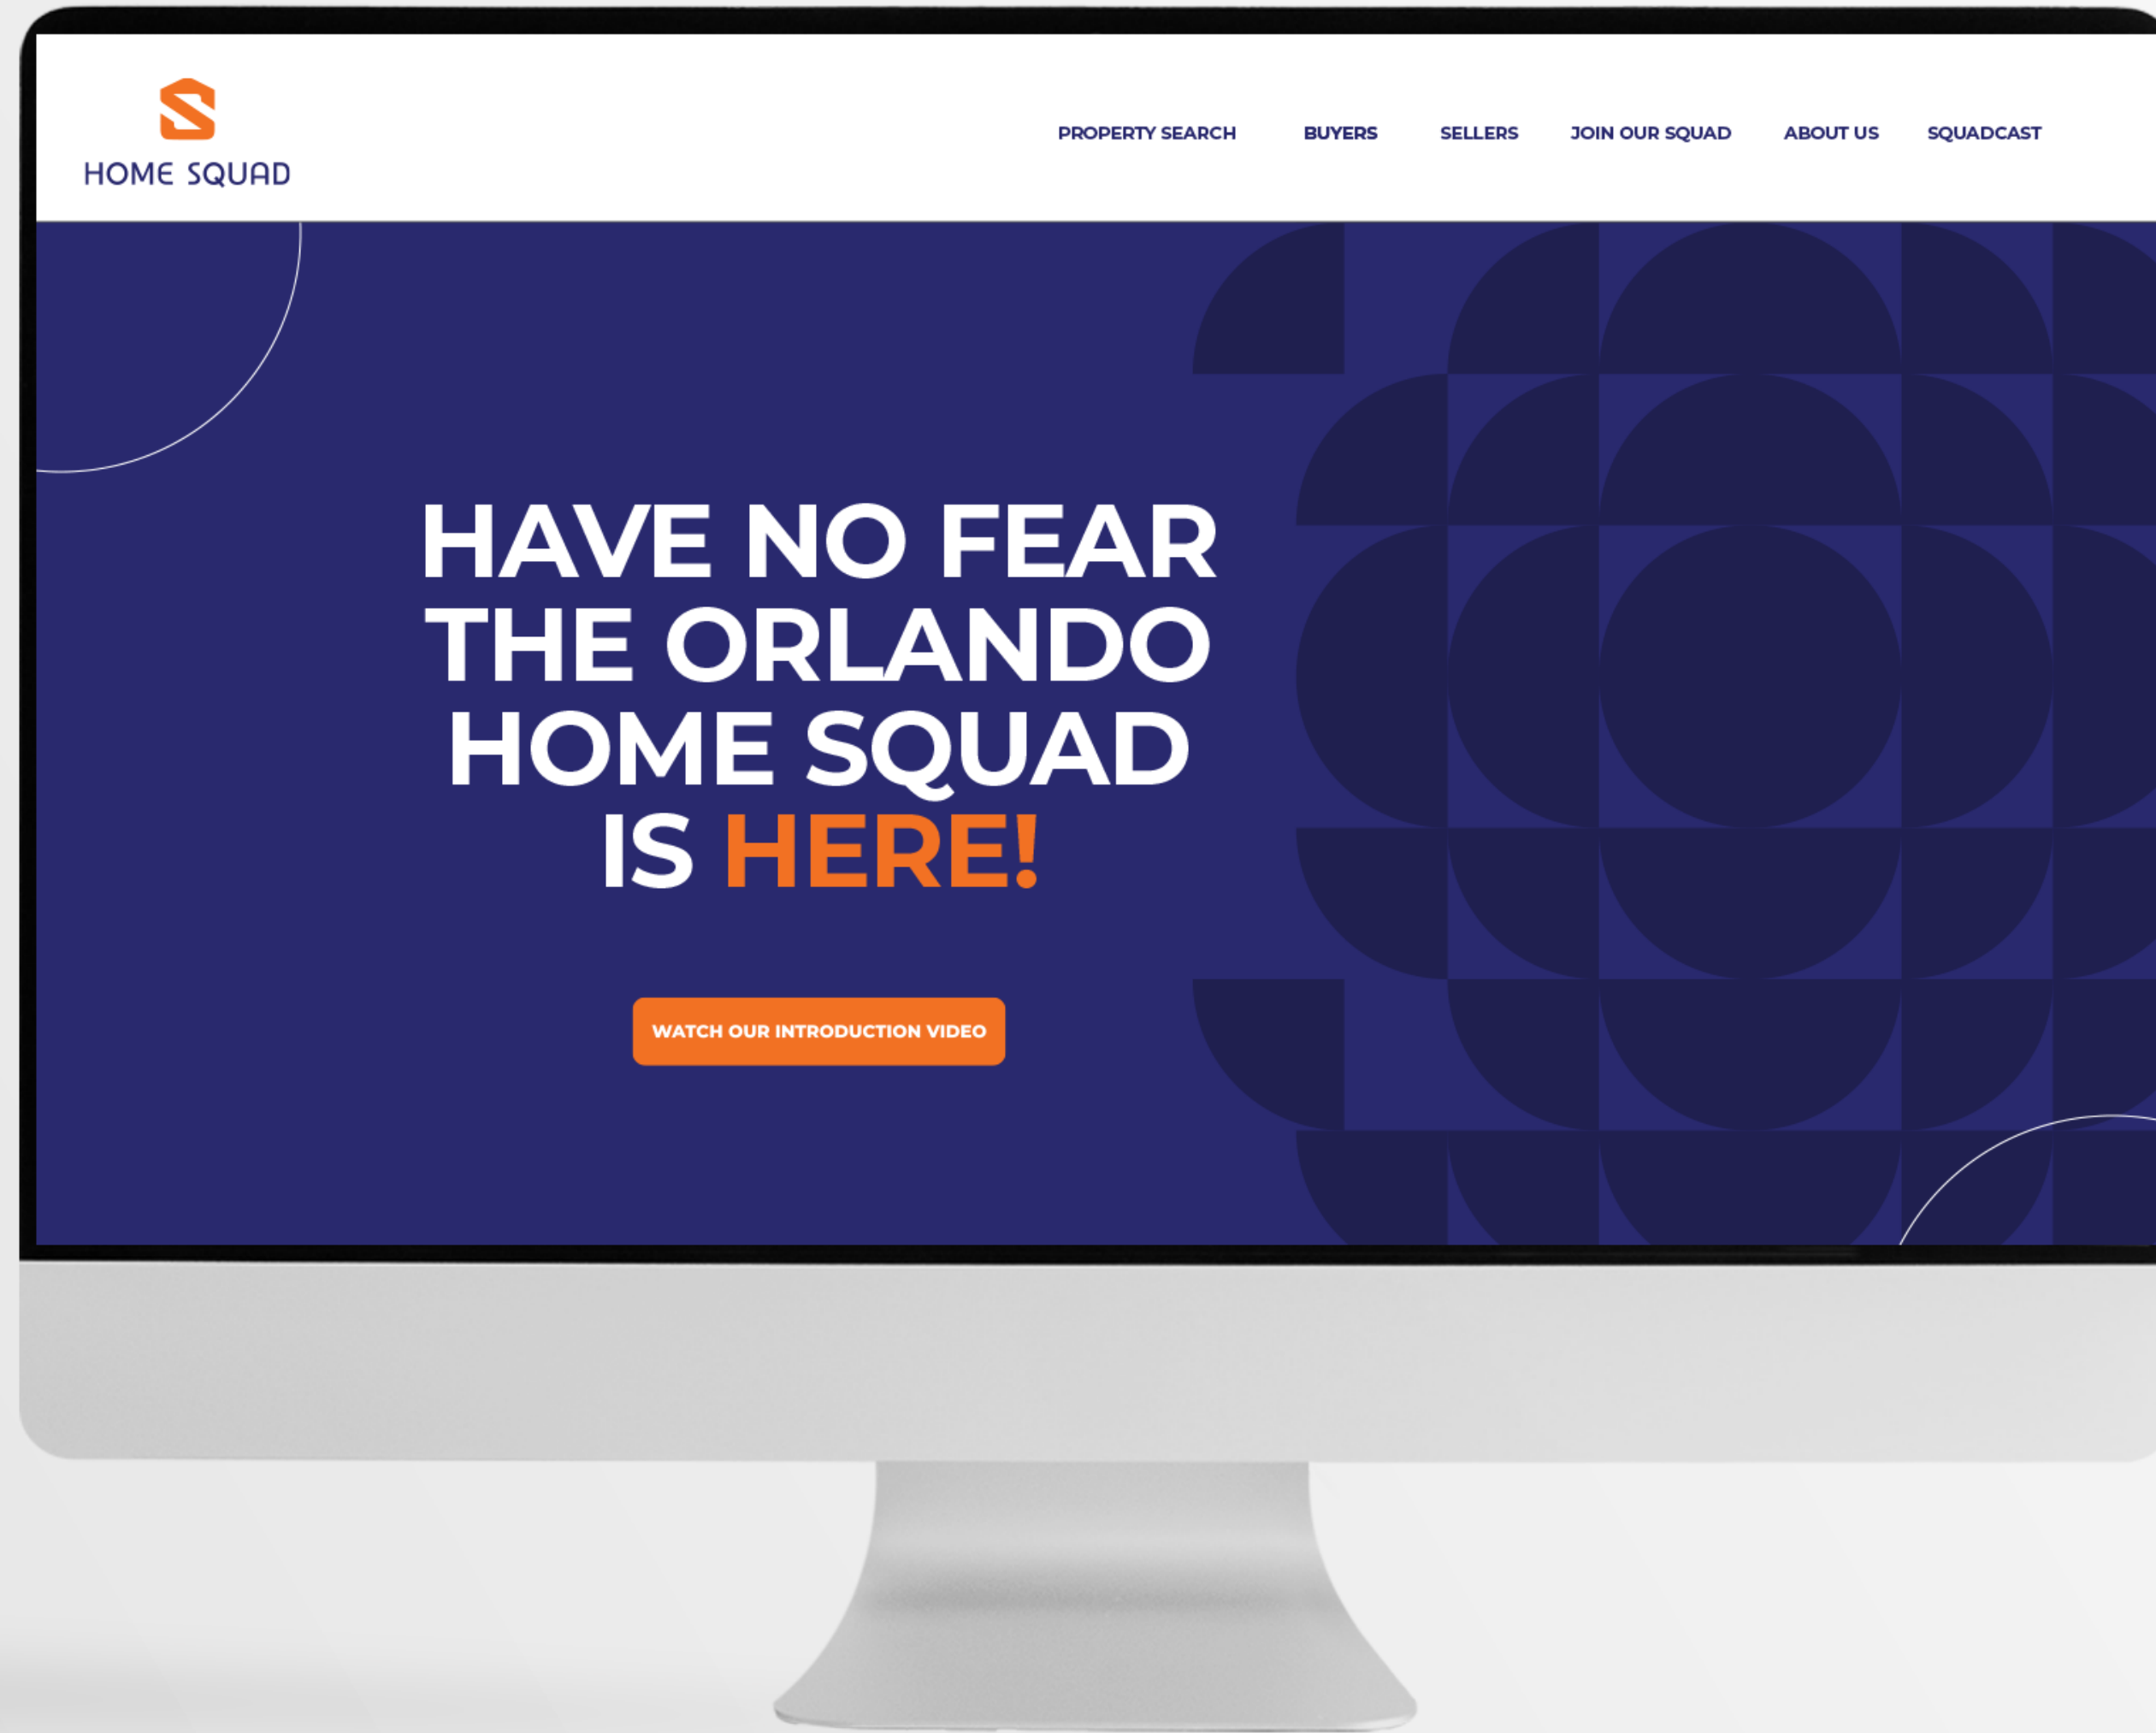 HOME SQUAD
PROPERTY SEARCH BUYERS SELLERS JOIN OUR SQUAD ABOUT US SQUADCAST
HAVE NO FEAR
THE ORLANDO
HOME SQUAD
IS HERE!
WATCH OUR INTRODUCTION VIDEO